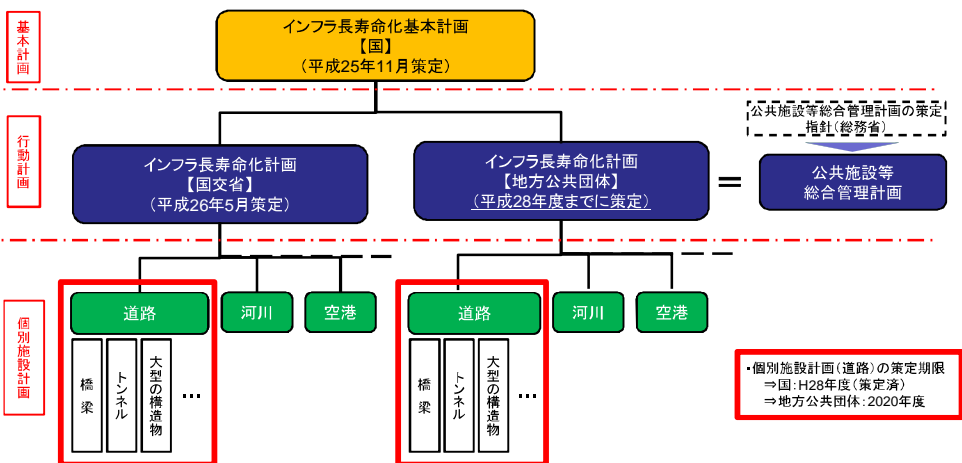 基本計画
インフラ長寿命化基本計画
【国】
（平成25年11月策定）
行動計画
インフラ長寿命化計画
【国交省】
（平成26年5月策定）
インフラ長寿命化計画
【地方公共団体】
（平成28年度までに策定）
＝
公共施設等総合管理計画の策定
指針（総務省）
公共施設等
総合管理計画
個別施設計画
道路
河川
空港
橋梁
トンネル
大型の構造物
…
道路
河川
空港
橋梁
トンネル
大型の構造物
…
・個別施設計画（道路）の策定期限
⇒国：H28年度（策定済）
⇒地方公共団体：2020年度